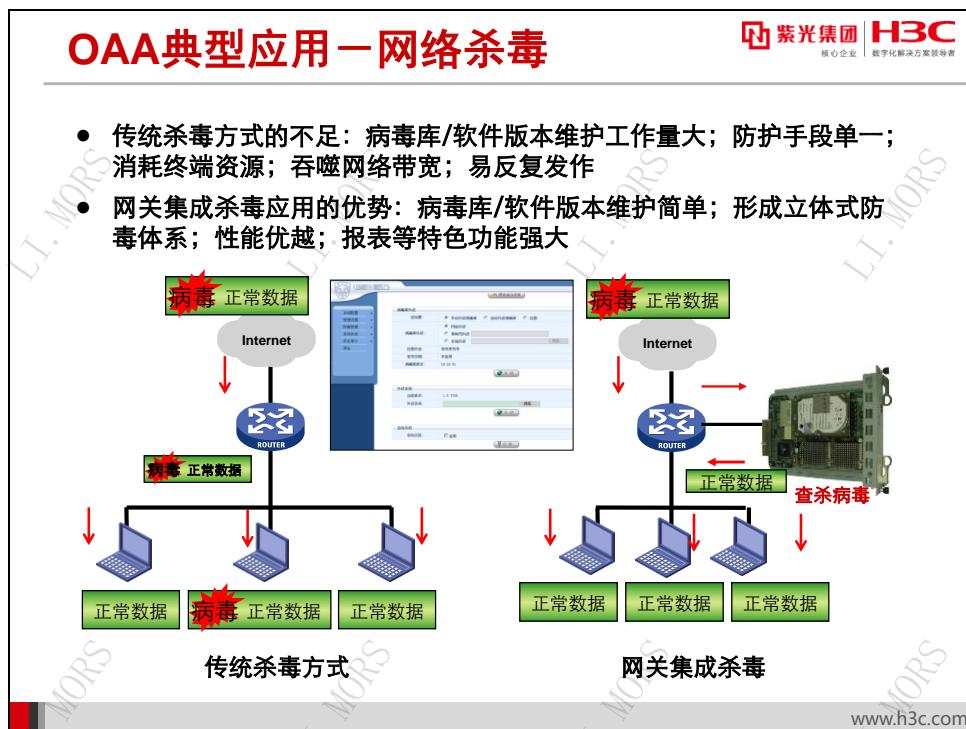 OAA典型应用－网络杀毒
紫光集团
核心企业
H3C
数字化解决方案领导者
● 传统杀毒方式的不足：病毒库/软件版本维护工作量大；防护手段单一；
消耗终端资源；吞噬网络带宽；易反复发作
● 网关集成杀毒应用的优势：病毒库/软件版本维护简单；形成立体式防
毒体系；性能优越；报表等特色功能强大
病毒 正常数据
Internet
ROUTER
病毒 正常数据
正常数据
病毒 正常数据
正常数据
传统杀毒方式
病毒 正常数据
Internet
ROUTER
正常数据
查杀病毒
正常数据
正常数据
正常数据
网关集成杀毒
LI. MORS
LI. MORS
LI. MORS
MORS
MORS
MORS
www.h3c.com